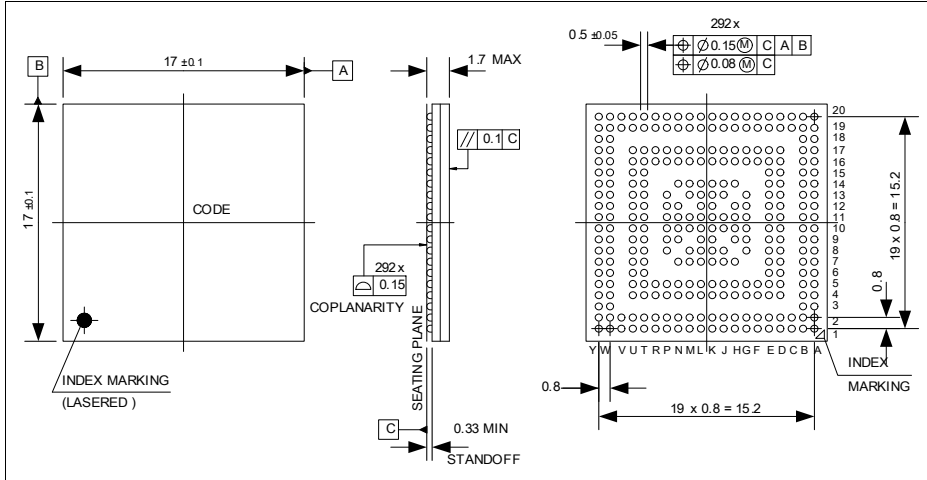 B
17 ±0.1
A
17 ±0.1
CODE
INDEX MARKING
(LASERED )
1.7 MAX
// 0.1 C
292 x
0.15
COPLANARITY
SEATING PLANE
C
0.33 MIN
STANDOFF
292 x
0.5 ±0.05
⌖ ∅ 0.15 Ⓜ C A B
⌖ ∅ 0.08 Ⓜ C
20
19
18
17
16
15
14
13
12
11
10
9
8
7
6
5
4
3
2
1
19 x 0.8 = 15.2
0.8
Y W V U T R P N M L K J H G F E D C B A
INDEX
MARKING
0.8
19 x 0.8 = 15.2